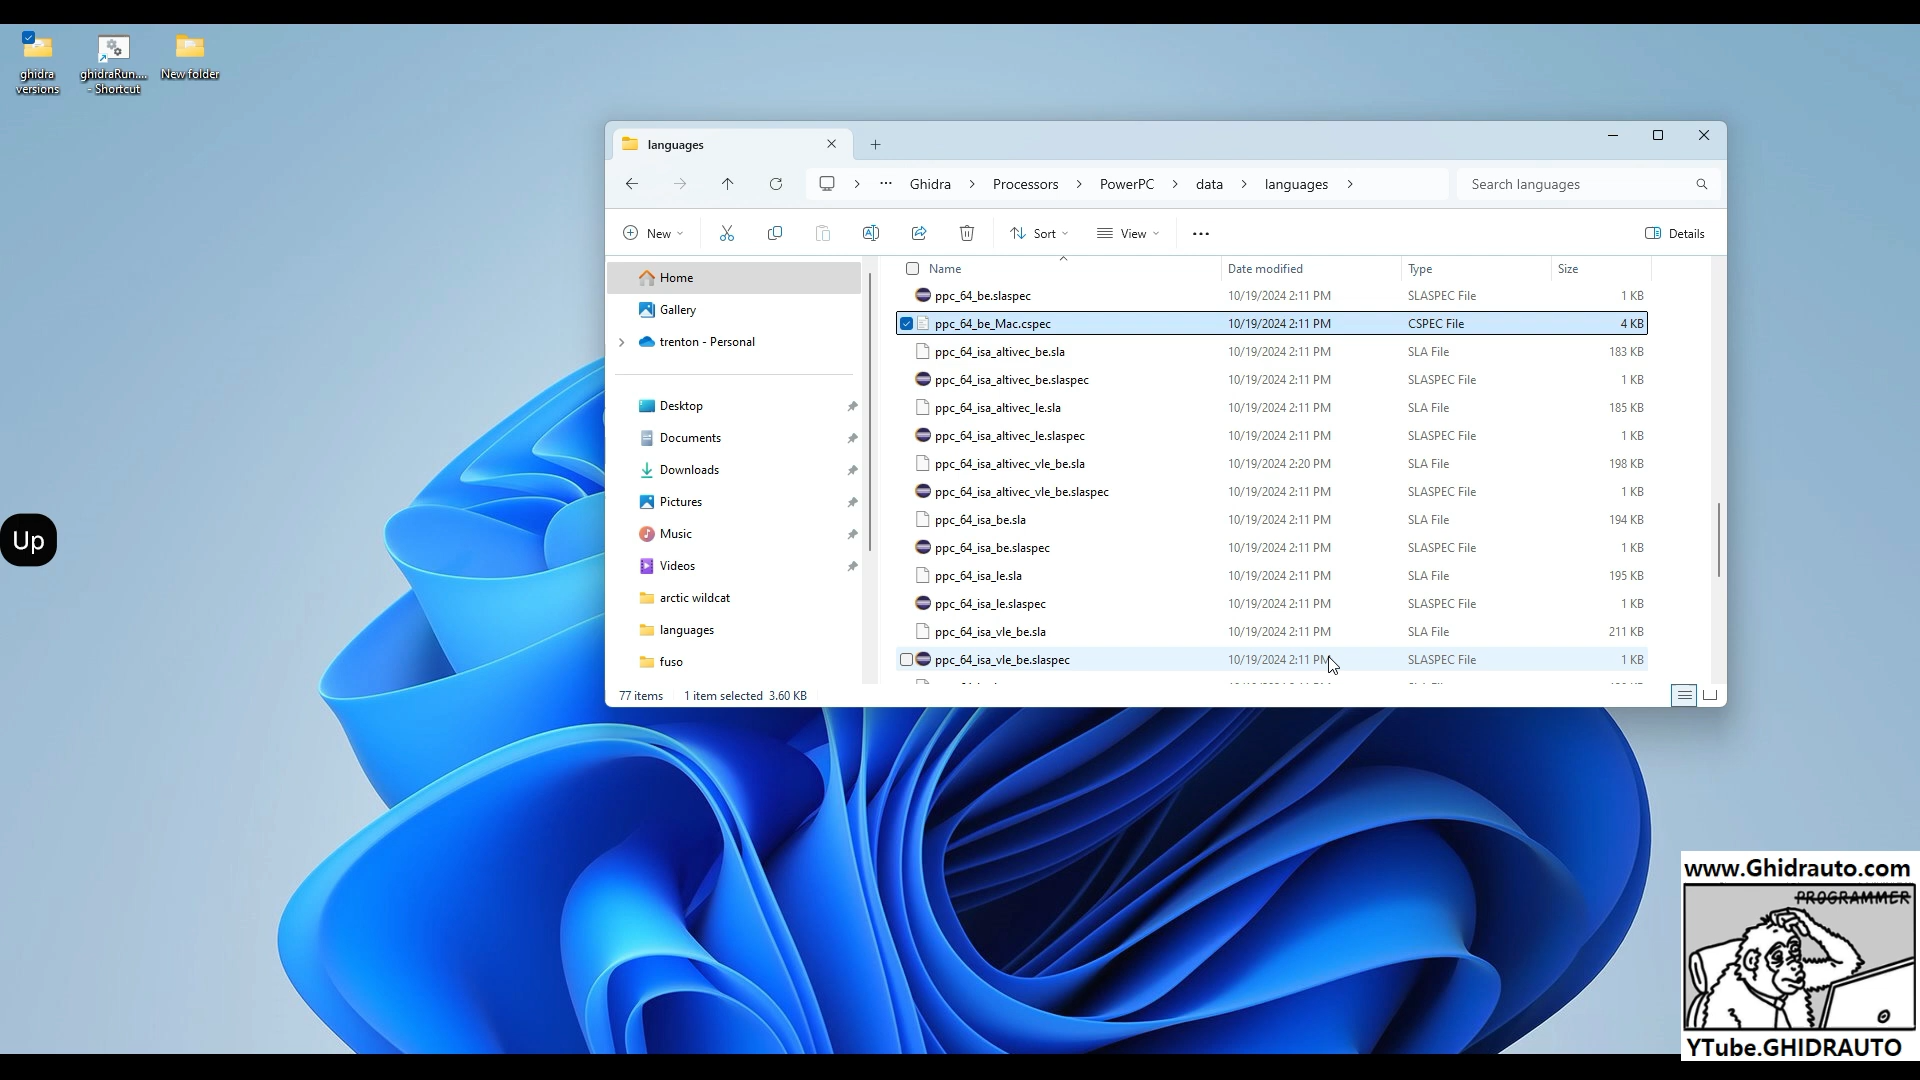 ghidra
versions
ghidraRun....
- Shortcut
New folder
languages
Ghidra
Processors
PowerPC
data
languages
Search languages
New
Sort
View
Details
Home
Gallery
trenton - Personal
Desktop
Documents
Downloads
Pictures
Music
Videos
arctic wildcat
languages
fuso
Name Date modified Type Size
ppc_64_be.slaspec 10/19/2024 2:11 PM SLASPEC File 1 KB
ppc_64_be_Mac.cspec 10/19/2024 2:11 PM CSPEC File 4 KB
ppc_64_isa_altivec_be.sla 10/19/2024 2:11 PM SLA File 183 KB
ppc_64_isa_altivec_be.slaspec 10/19/2024 2:11 PM SLASPEC File 1 KB
ppc_64_isa_altivec_le.sla 10/19/2024 2:11 PM SLA File 185 KB
ppc_64_isa_altivec_le.slaspec 10/19/2024 2:11 PM SLASPEC File 1 KB
ppc_64_isa_altivec_vle_be.sla 10/19/2024 2:20 PM SLA File 198 KB
ppc_64_isa_altivec_vle_be.slaspec 10/19/2024 2:11 PM SLASPEC File 1 KB
ppc_64_isa_be.sla 10/19/2024 2:11 PM SLA File 194 KB
ppc_64_isa_be.slaspec 10/19/2024 2:11 PM SLASPEC File 1 KB
ppc_64_isa_le.sla 10/19/2024 2:11 PM SLA File 195 KB
ppc_64_isa_le.slaspec 10/19/2024 2:11 PM SLASPEC File 1 KB
ppc_64_isa_vle_be.sla 10/19/2024 2:11 PM SLA File 211 KB
ppc_64_isa_vle_be.slaspec 10/19/2024 2:11 PM SLASPEC File 1 KB
77 items 1 item selected 3.60 KB
Up
www.Ghidrauto.com
PROGRAMMER
YTube.GHIDRAUTO